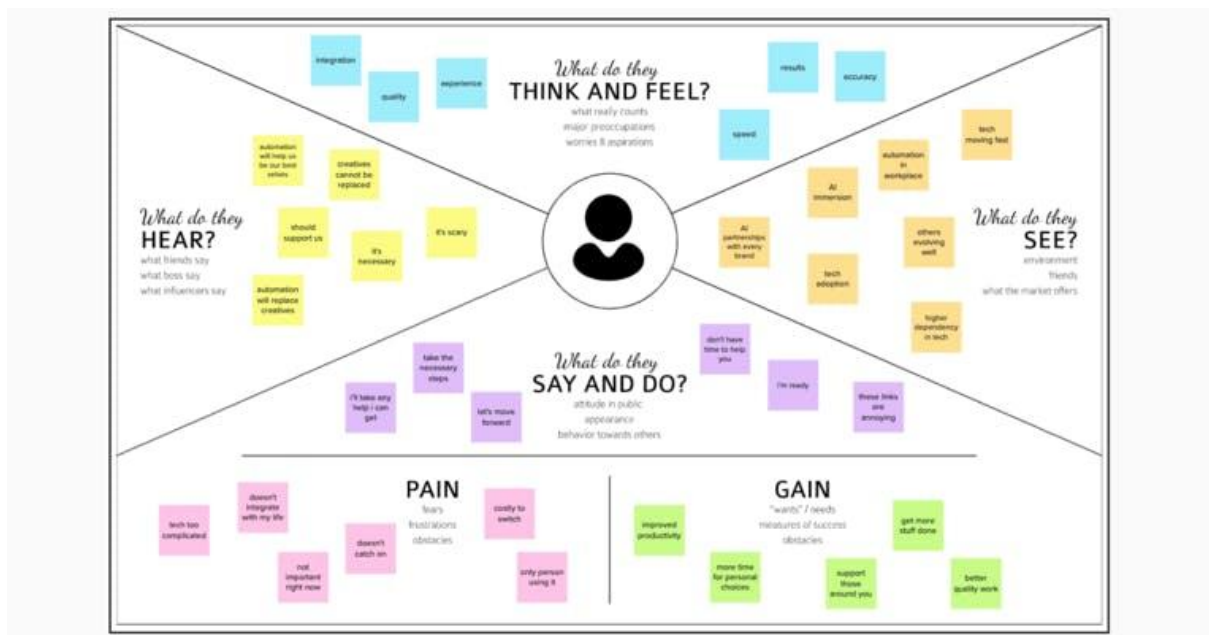 What do they
THINK AND FEEL?
what really counts
major preoccupations
worries & aspirations
integration
quality
experience
results
accuracy
speed
What do they
HEAR?
what friends say
what boss say
what influencers say
automation
will help us
be our best
selves
creatives
cannot be
replaced
should
support us
it's
necessary
it's scary
automation
will replace
creatives
What do they
SEE?
environment
friends
what the market offers
tech
moving fast
automation
in
workplace
AI
immersion
AI
partnerships
with every
brand
others
evolving
well
tech
adoption
higher
dependency
in tech
What do they
SAY AND DO?
attitude in public
appearance
behavior towards others
take the
necessary
steps
i'll take any
help i can
get
let's move
forward
don't have
time to help
you
i'm ready
these links
are
annoying
PAIN
fears
frustrations
obstacles
tech too
complicated
doesn't
integrate
with my life
not
important
right now
doesn't
catch on
costly to
switch
only person
using it
GAIN
"wants" / needs
measures of success
obstacles
improved
productivity
more time
for personal
choices
support
those
around you
get more
stuff done
better
quality work